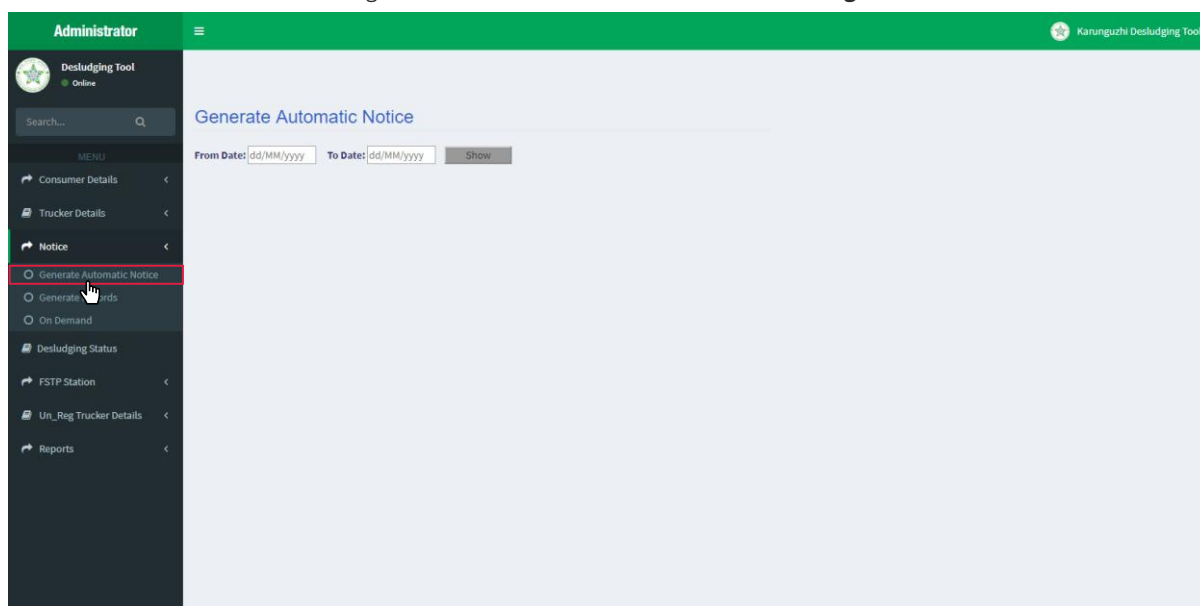 Administrator
Karunguzhi Desludging Tool
Desludging Tool
Online
Search...
MENU
Consumer Details
Trucker Details
Notice
Generate Automatic Notice
Generate
On Demand
Desludging Status
FSTP Station
Un_Reg Trucker Details
Reports
Generate Automatic Notice
From Date: dd/MM/yyyy To Date: dd/MM/yyyy Show